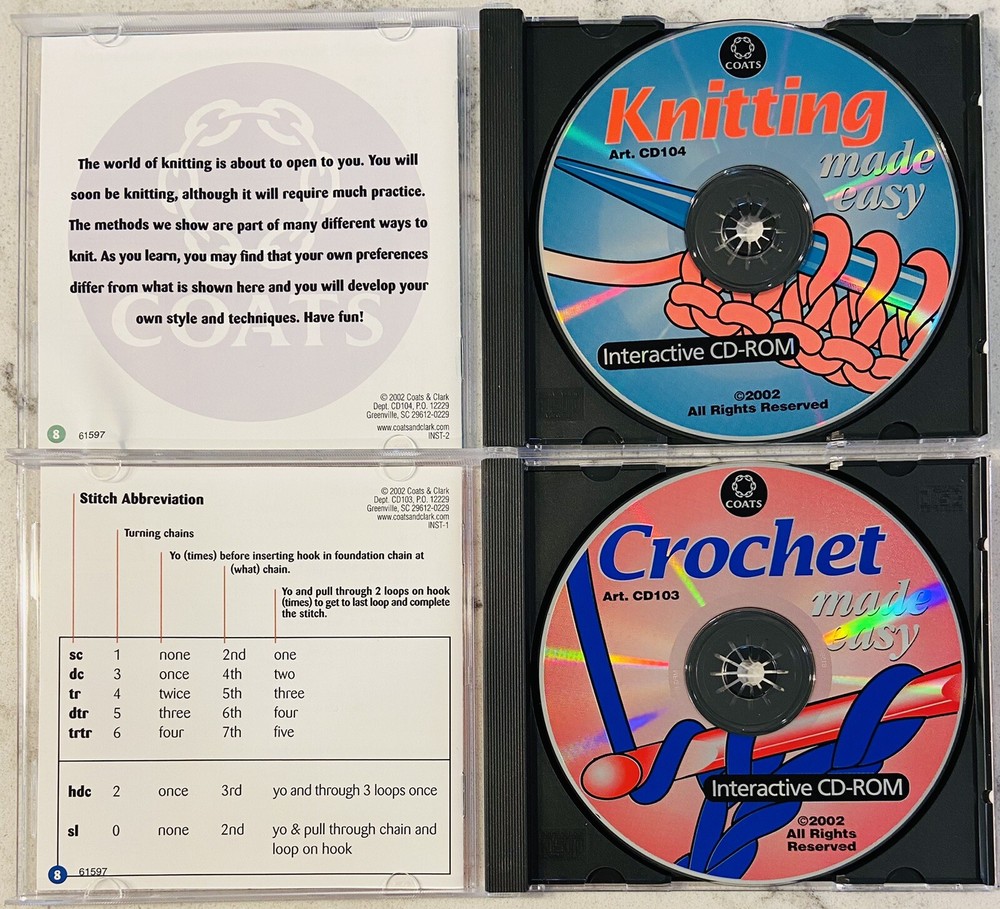 The world of knitting is about to open to you. You will
soon be knitting, although it will require much practice.
The methods we show are part of many different ways to
knit. As you learn, you may find that your own preferences
differ from what is shown here and you will develop your
own style and techniques. Have fun!
COATS
© 2002 Coats & Clark
Dept. CD104, P.O. 12229
Greenville, SC 29612-0229
www.coatsandclark.com
INST-2
8 61597
COATS
Knitting
Art. CD104
made
easy
Interactive CD-ROM
©2002
All Rights Reserved
Stitch Abbreviation
© 2002 Coats & Clark
Dept. CD103, P.O. 12229
Greenville, SC 29612-0229
www.coatsandclark.com
INST-1
Turning chains
Yo (times) before inserting hook in foundation chain at
(what) chain.
Yo and pull through 2 loops on hook
(times) to get to last loop and complete
the stitch.
sc 1 none 2nd one
dc 3 once 4th two
tr 4 twice 5th three
dtr 5 three 6th four
trtr 6 four 7th five
hdc 2 once 3rd yo and through 3 loops once
sl 0 none 2nd yo & pull through chain and
loop on hook
8 61597
COATS
Crochet
Art. CD103
made
easy
Interactive CD-ROM
©2002
All Rights
Reserved